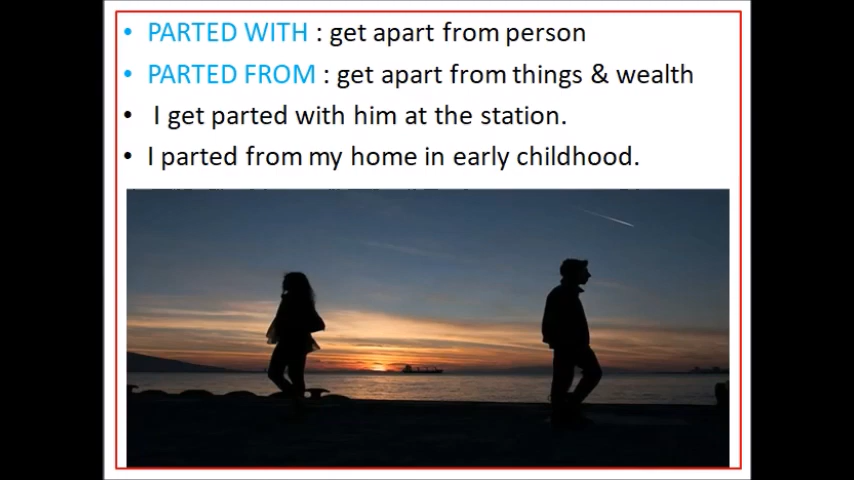 • PARTED WITH : get apart from person
• PARTED FROM : get apart from things & wealth
• I get parted with him at the station.
• I parted from my home in early childhood.